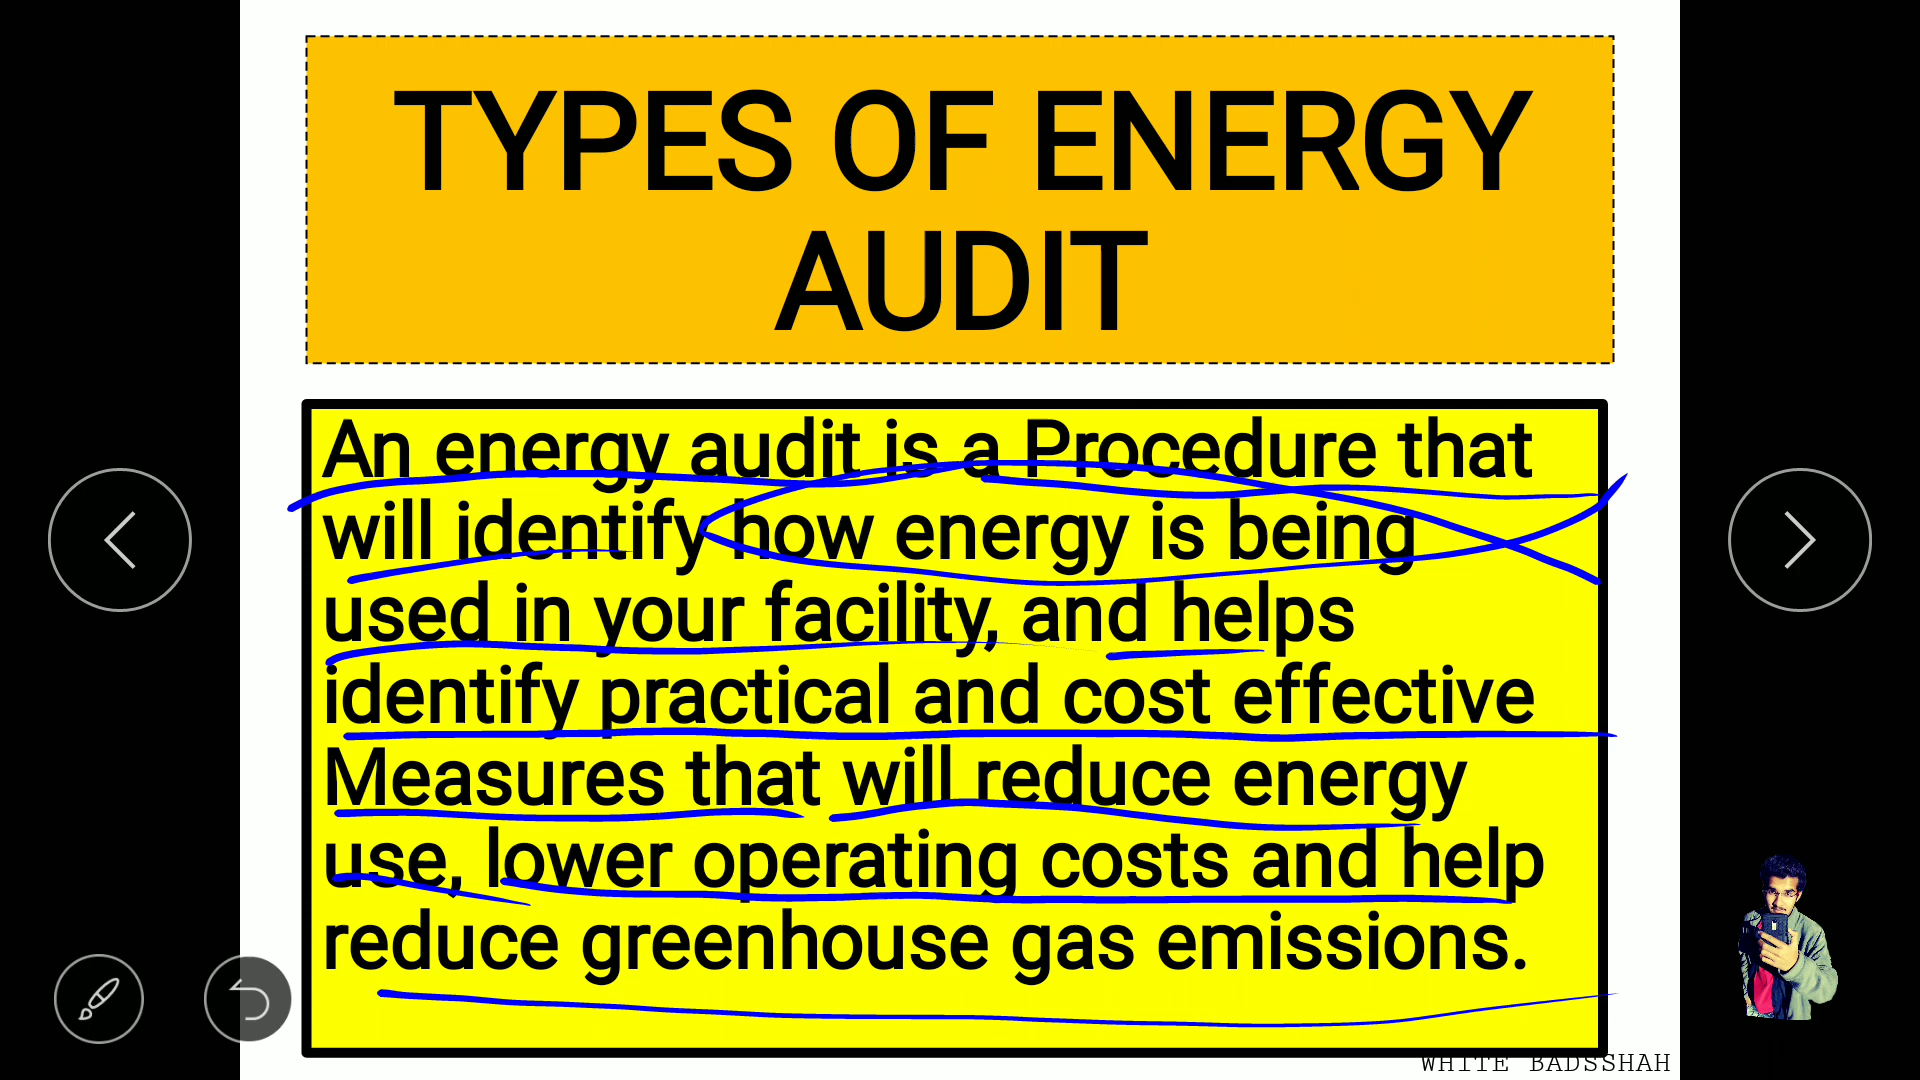 TYPES OF ENERGY
AUDIT
An energy audit is a Procedure that
will identify how energy is being
used in your facility, and helps
identify practical and cost effective
Measures that will reduce energy
use, lower operating costs and help
reduce greenhouse gas emissions.
WHITE BADSSHAH